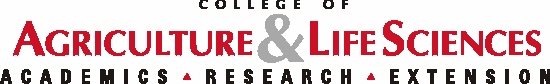 COLLEGE OF
AGRICULTURE & LIFE SCIENCES
ACADEMICS ▲ RESEARCH ▲ EXTENSION